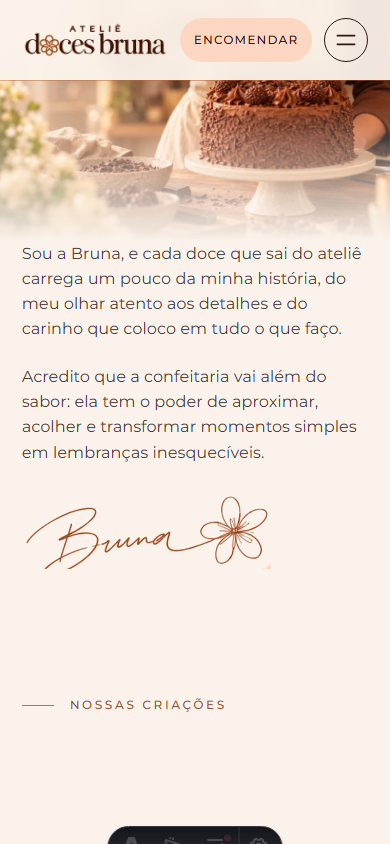 ATELIÊ
doces bruna
ENCOMENDAR
Sou a Bruna, e cada doce que sai do ateliê
carrega um pouco da minha história, do
meu olhar atento aos detalhes e do
carinho que coloco em tudo o que faço.
Acredito que a confeitaria vai além do
sabor: ela tem o poder de aproximar,
acolher e transformar momentos simples
em lembranças inesquecíveis.
Bruna
NOSSAS CRIAÇÕES